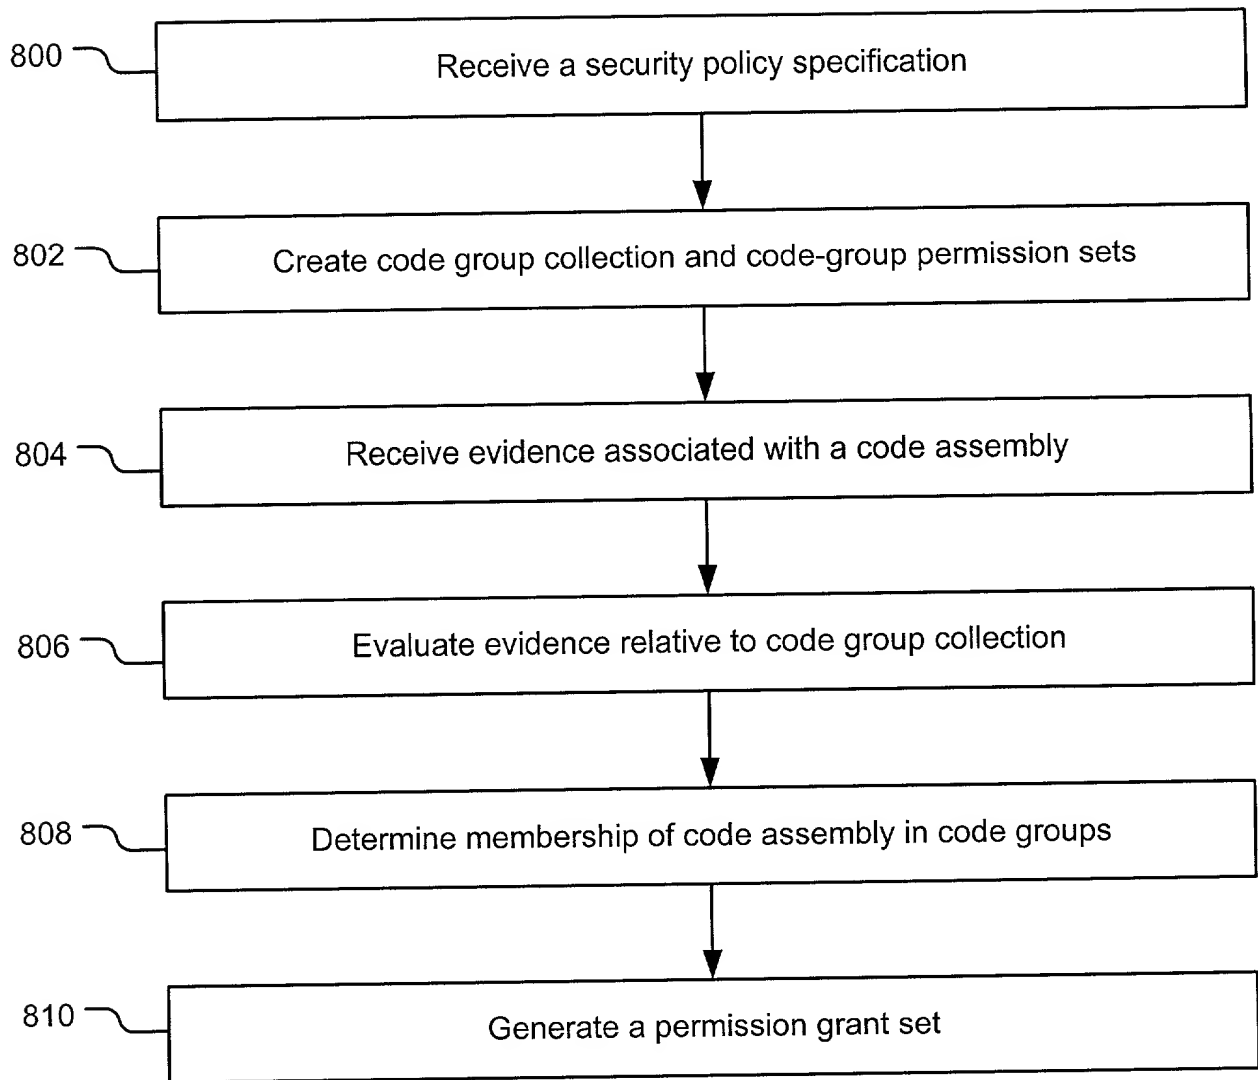 800
Receive a security policy specification
802
Create code group collection and code-group permission sets
804
Receive evidence associated with a code assembly
806
Evaluate evidence relative to code group collection
808
Determine membership of code assembly in code groups
810
Generate a permission grant set